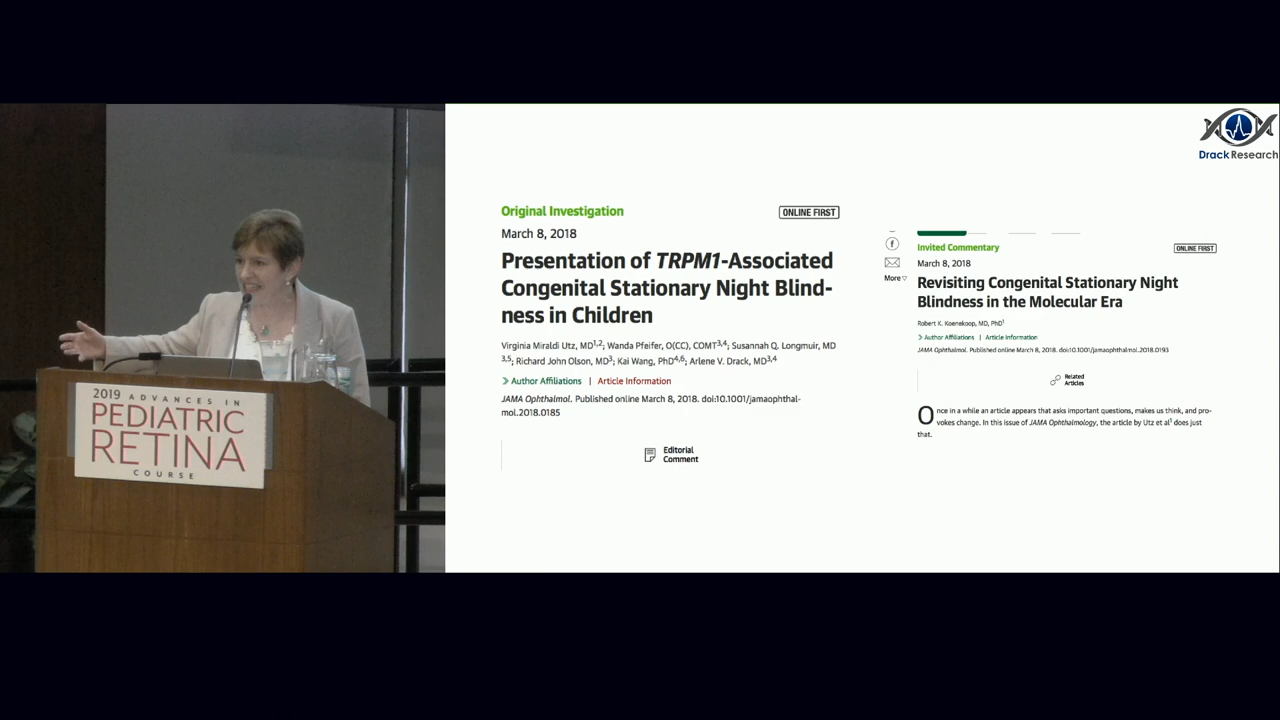 2019 ADVANCES IN
PEDIATRIC
RETINA
COURSE
Drack Research
Original Investigation
ONLINE FIRST
March 8, 2018
Presentation of TRPM1-Associated
Congenital Stationary Night Blind-
ness in Children
Virginia Miraldi Utz, MD1,2; Wanda Pfeifer, O(CC), COMT3,4; Susannah Q. Longmuir, MD
3,5; Richard John Olson, MD3; Kai Wang, PhD4,6; Arlene V. Drack, MD3,4
Author Affiliations | Article Information
JAMA Ophthalmol. Published online March 8, 2018. doi:10.1001/jamaophthal-
mol.2018.0185
Editorial
Comment
f
More
Invited Commentary
ONLINE FIRST
March 8, 2018
Revisiting Congenital Stationary Night
Blindness in the Molecular Era
Robert K. Koenekoop, MD, PhD1
Author Affiliations | Article Information
JAMA Ophthalmol. Published online March 8, 2018. doi:10.1001/jamaophthalmol.2018.0193
Related
Articles
Once in a while an article appears that asks important questions, makes us think, and pro-
vokes change. In this issue of JAMA Ophthalmology, the article by Utz et al1 does just
that.